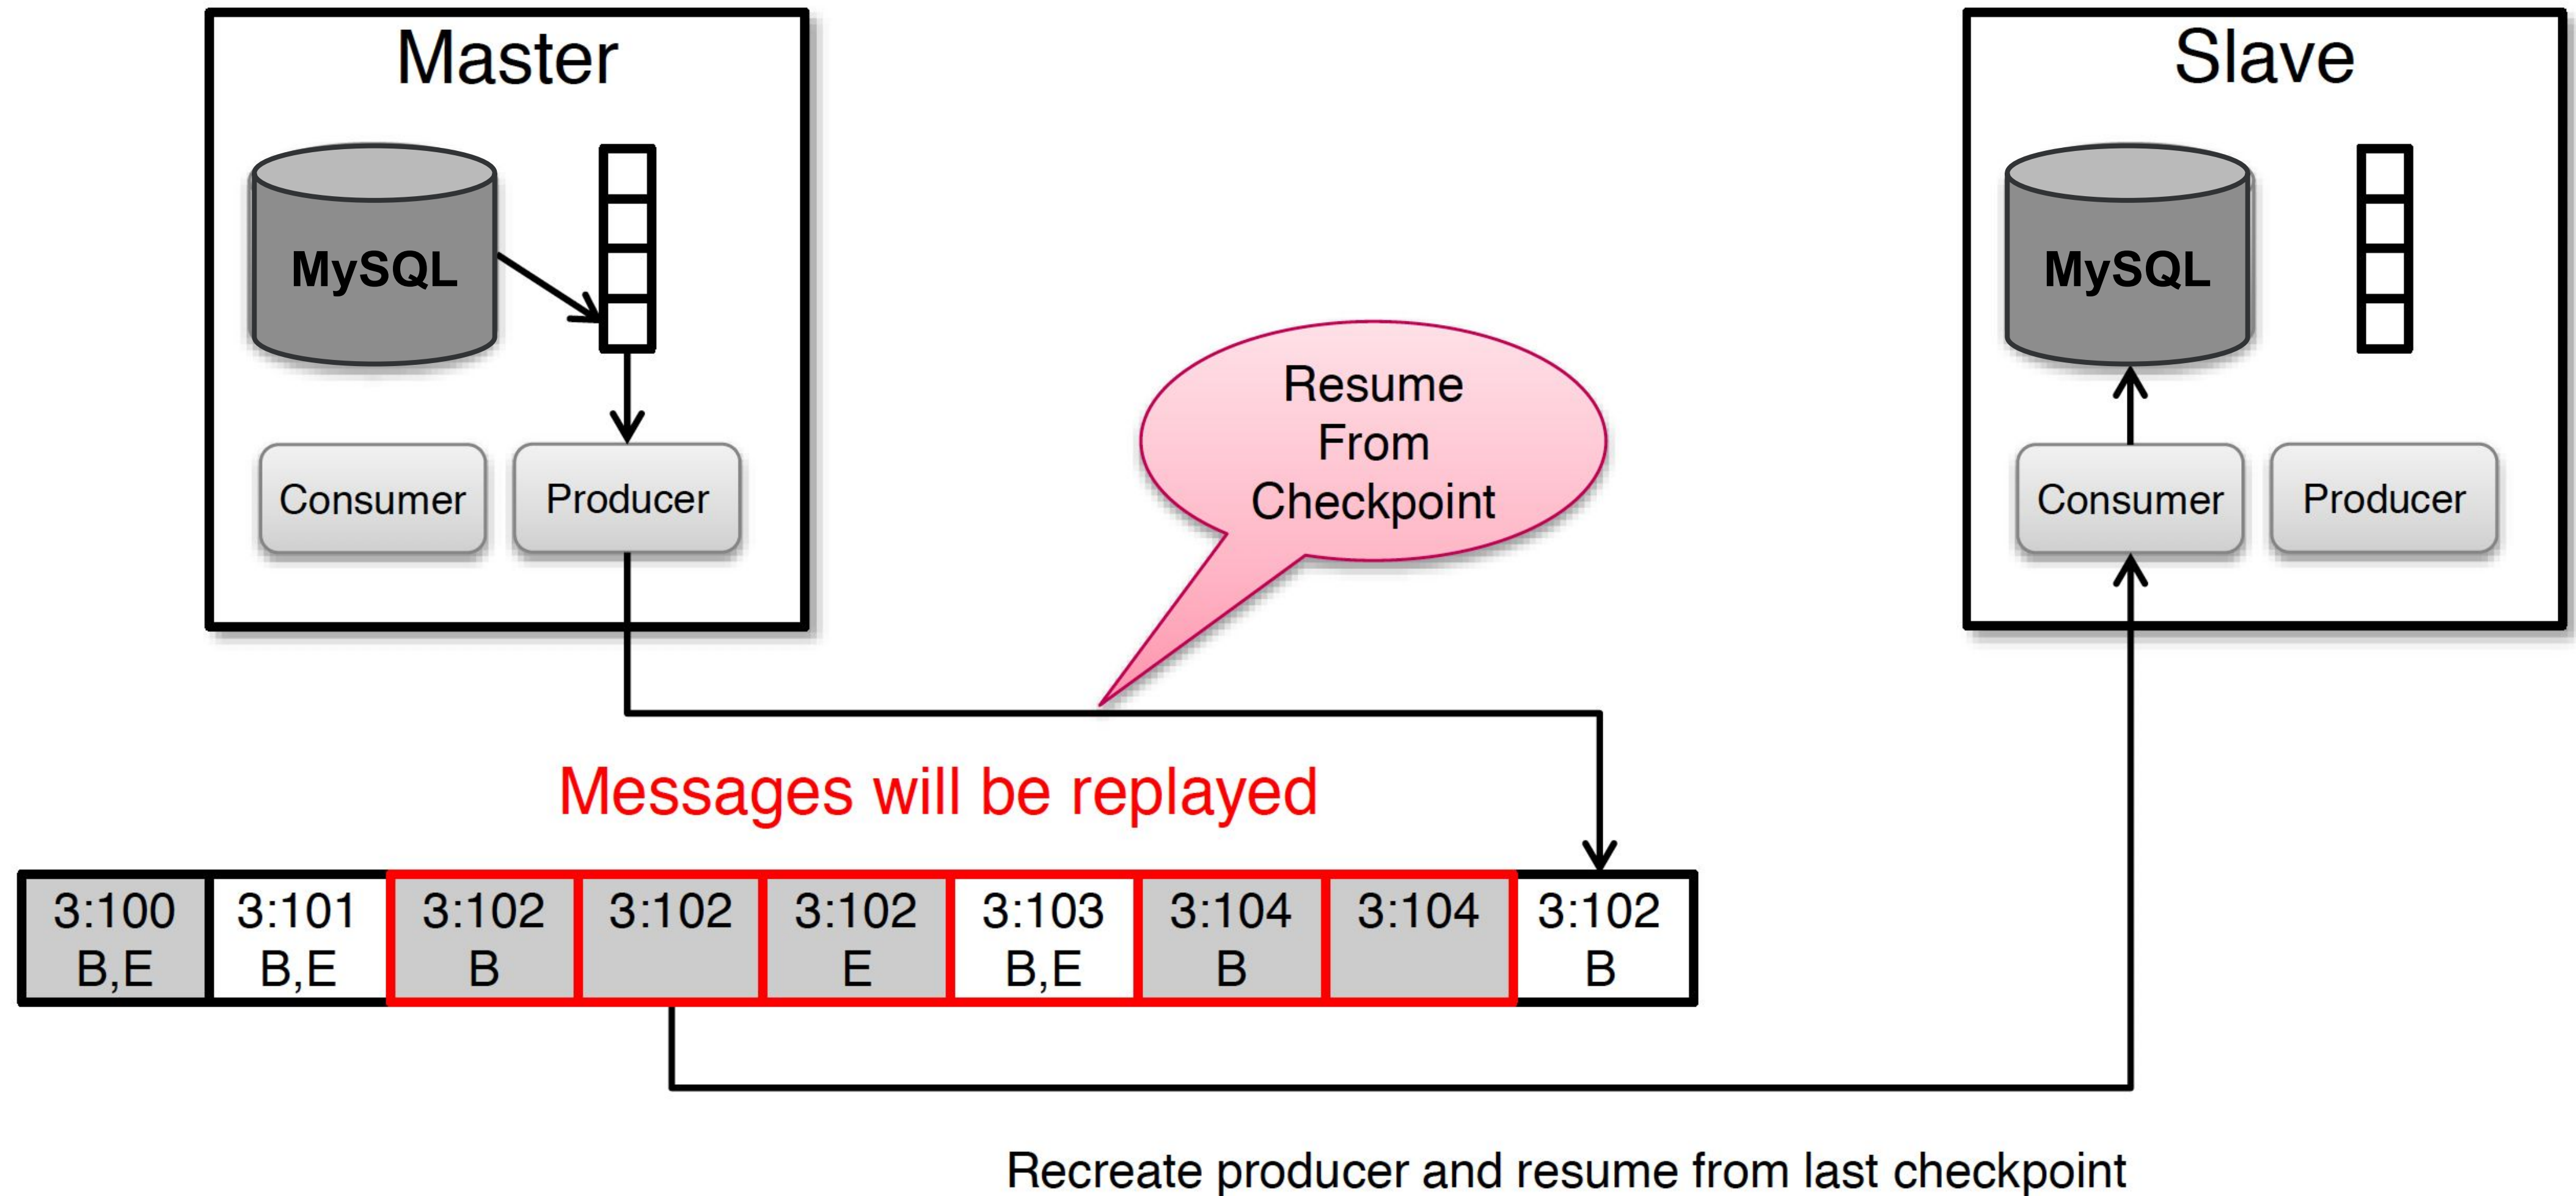 Master
Slave
MySQL
MySQL
Resume
From
Checkpoint
Consumer
Producer
Consumer
Producer
Messages will be replayed
3:100
B,E
3:101
B,E
3:102
B
3:102
3:102
E
3:103
B,E
3:104
B
3:104
3:102
B
Recreate producer and resume from last checkpoint